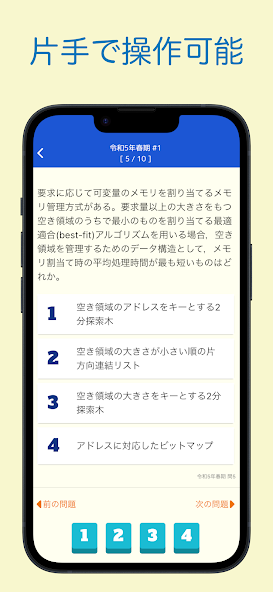 片手で操作可能
令和5年春期 #1
[ 5 / 10 ]
要求に応じて可変量のメモリを割り当てるメモ
リ管理方式がある。要求量以上の大きさをもつ
空き領域のうちで最小のものを割り当てる最適
適合(best-fit)アルゴリズムを用いる場合，空き
領域を管理するためのデータ構造として，メモ
リ割当て時の平均処理時間が最も短いものはど
れか。
1 空き領域のアドレスをキーとする2
分探索木
2 空き領域の大きさが小さい順の片
方向連結リスト
3 空き領域の大きさをキーとする2分
探索木
4 アドレスに対応したビットマップ
令和5年春期 問6
前の問題 次の問題
1 2 3 4